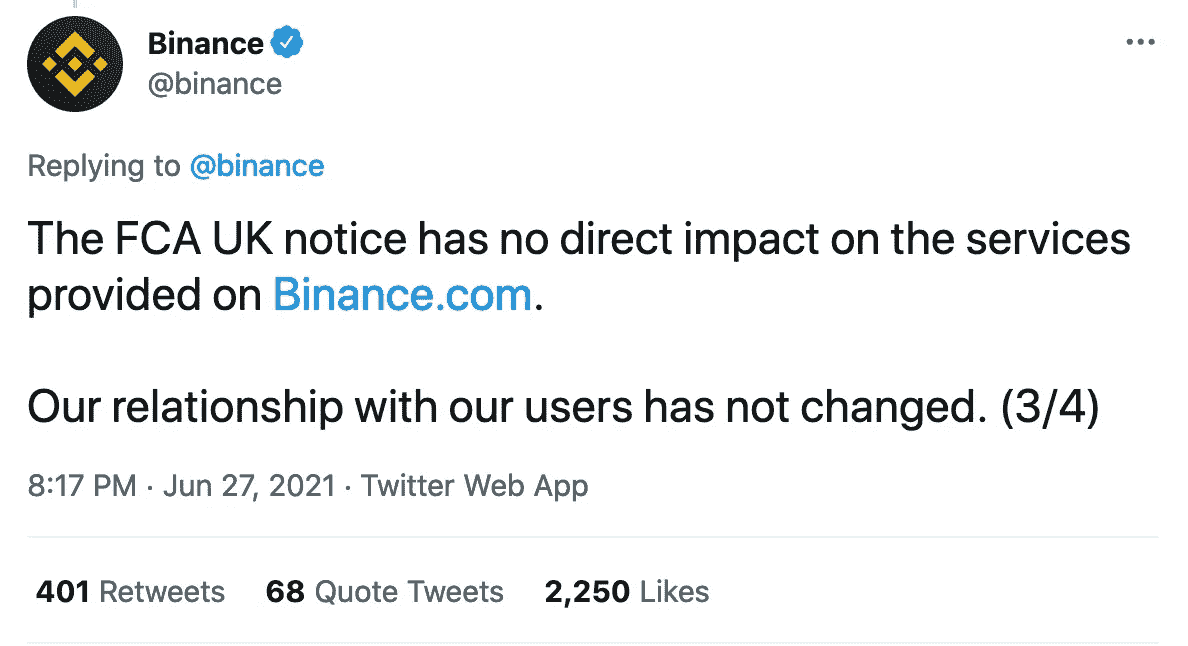 Binance
@binance
Replying to @binance
The FCA UK notice has no direct impact on the services
provided on Binance.com.
Our relationship with our users has not changed. (3/4)
8:17 PM · Jun 27, 2021 · Twitter Web App
401 Retweets 68 Quote Tweets 2,250 Likes